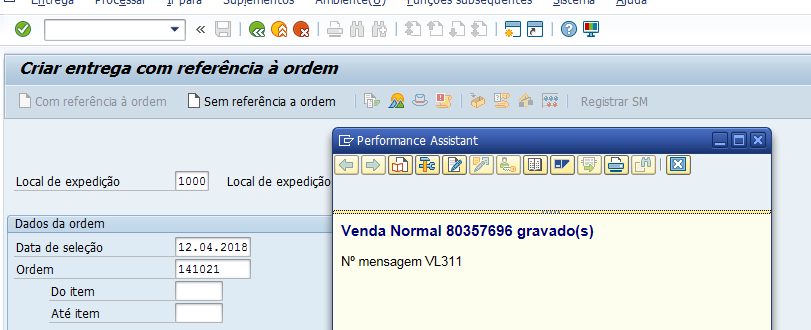 Entrega Processar Ir para Suplementos Ambiente(U) Funções subsequentes Sistema Ajuda
Criar entrega com referência à ordem
Com referência à ordem Sem referência a ordem Registrar SM
Performance Assistant
Local de expedição 1000 Local de expedição
Dados da ordem
Data de seleção 12.04.2018
Ordem 141021
Do item
Até item
Venda Normal 80357696 gravado(s)
Nº mensagem VL311